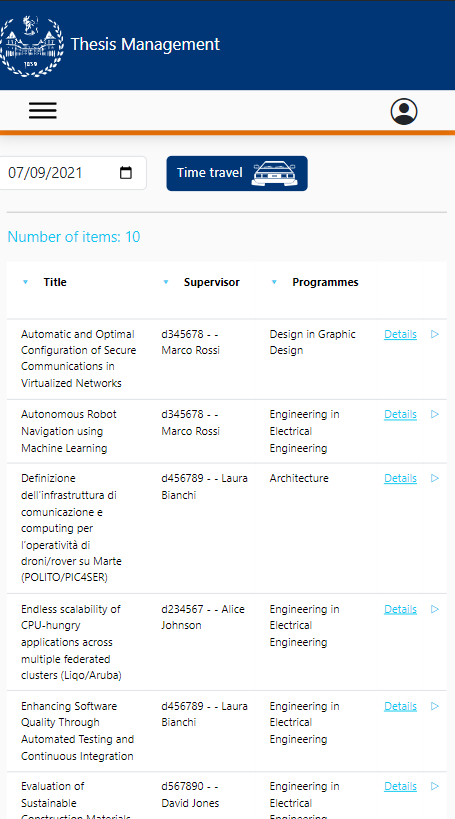 1859
Thesis Management
07/09/2021
Time travel
Number of items: 10
Title
Supervisor
Programmes
Automatic and Optimal
Configuration of Secure
Communications in
Virtualized Networks
d345678 - -
Marco Rossi
Design in Graphic
Design
Details
Autonomous Robot
Navigation using
Machine Learning
d345678 - -
Marco Rossi
Engineering in
Electrical
Engineering
Details
Definizione
dell'infrastruttura di
comunicazione e
computing per
l'operatività di
droni/rover su Marte
(POLITO/PIC4SER)
d456789 - - Laura
Bianchi
Architecture
Details
Endless scalability of
CPU-hungry
applications across
multiple federated
clusters (Liqo/Aruba)
d234567 - - Alice
Johnson
Engineering in
Electrical
Engineering
Details
Enhancing Software
Quality Through
Automated Testing and
Continuous Integration
d456789 - - Laura
Bianchi
Engineering in
Electrical
Engineering
Details
Evaluation of
Sustainable
Construction Materials
d567890 - -
David Jones
Engineering in
Electrical
Engineering
Details